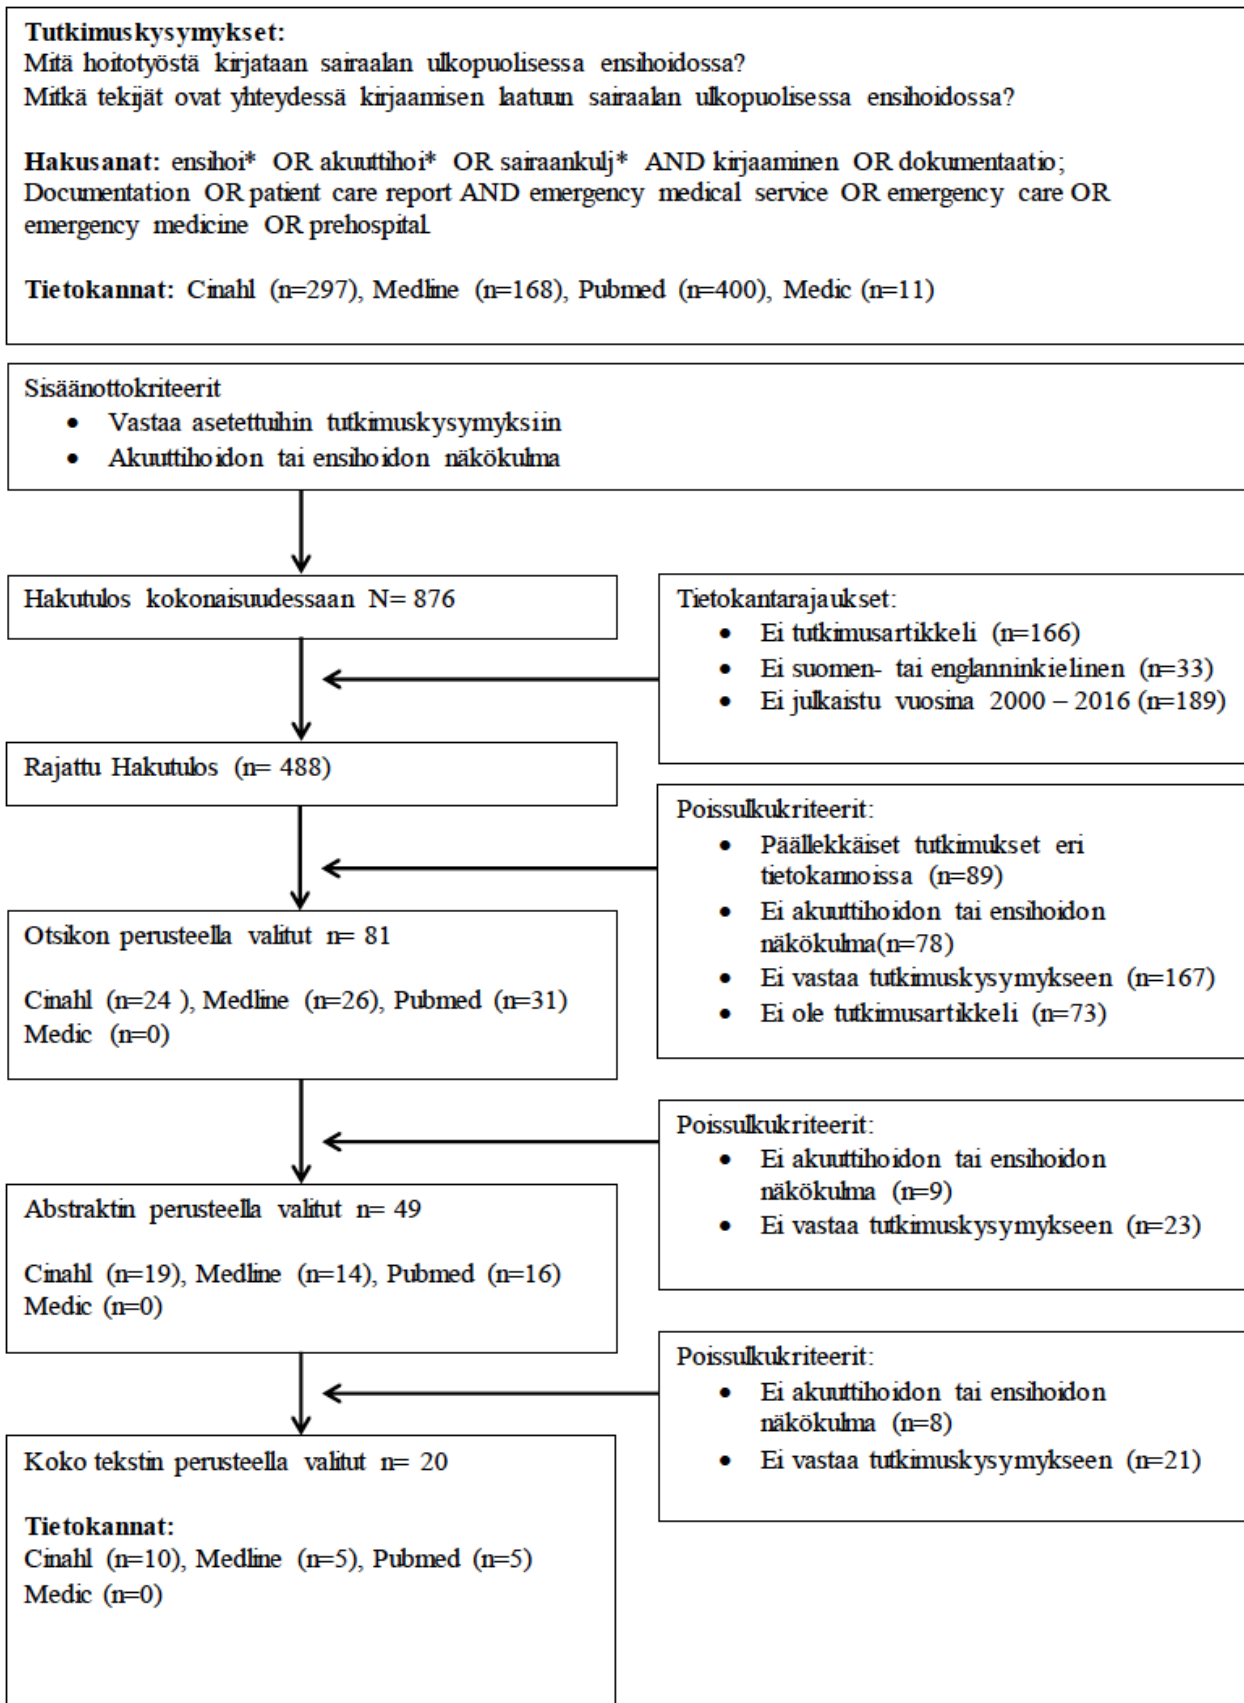 Tutkimuskysymykset:
Mitä hoitotyöstä kirjataan sairaalan ulkopuolisessa ensihoidossa?
Mitkä tekijät ovat yhteydessä kirjaamisen laatuun sairaalan ulkopuolisessa ensihoidossa?
Hakusanat: ensihoi* OR akuuttihoi* OR sairaankulj* AND kirjaaminen OR dokumentaatio;
Documentation OR patient care report AND emergency medical service OR emergency care OR
emergency medicine OR prehospital.
Tietokannat: Cinahl (n=297), Medline (n=168), Pubmed (n=400), Medic (n=11)
Sisäänottokriteerit
• Vastaa asetettuihin tutkimuskysymyksiin
• Akuuttihoidon tai ensihoidon näkökulma
Hakutulos kokonaisuudessaan N= 876
Tietokantarajaukset:
• Ei tutkimusartikkeli (n=166)
• Ei suomen- tai englanninkielinen (n=33)
• Ei julkaistu vuosina 2000 – 2016 (n=189)
Rajattu Hakutulos (n= 488)
Poissulkukriteerit:
• Päällekkäiset tutkimukset eri
tietokannoissa (n=89)
• Ei akuuttihoidon tai ensihoidon
näkökulma(n=78)
• Ei vastaa tutkimuskysymykseen (n=167)
• Ei ole tutkimusartikkeli (n=73)
Otsikon perusteella valitut n= 81
Cinahl (n=24 ), Medline (n=26), Pubmed (n=31)
Medic (n=0)
Poissulkukriteerit:
• Ei akuuttihoidon tai ensihoidon
näkökulma (n=9)
• Ei vastaa tutkimuskysymykseen (n=23)
Abstraktin perusteella valitut n= 49
Cinahl (n=19), Medline (n=14), Pubmed (n=16)
Medic (n=0)
Poissulkukriteerit:
• Ei akuuttihoidon tai ensihoidon
näkökulma (n=8)
• Ei vastaa tutkimuskysymykseen (n=21)
Koko tekstin perusteella valitut n= 20
Tietokannat:
Cinahl (n=10), Medline (n=5), Pubmed (n=5)
Medic (n=0)